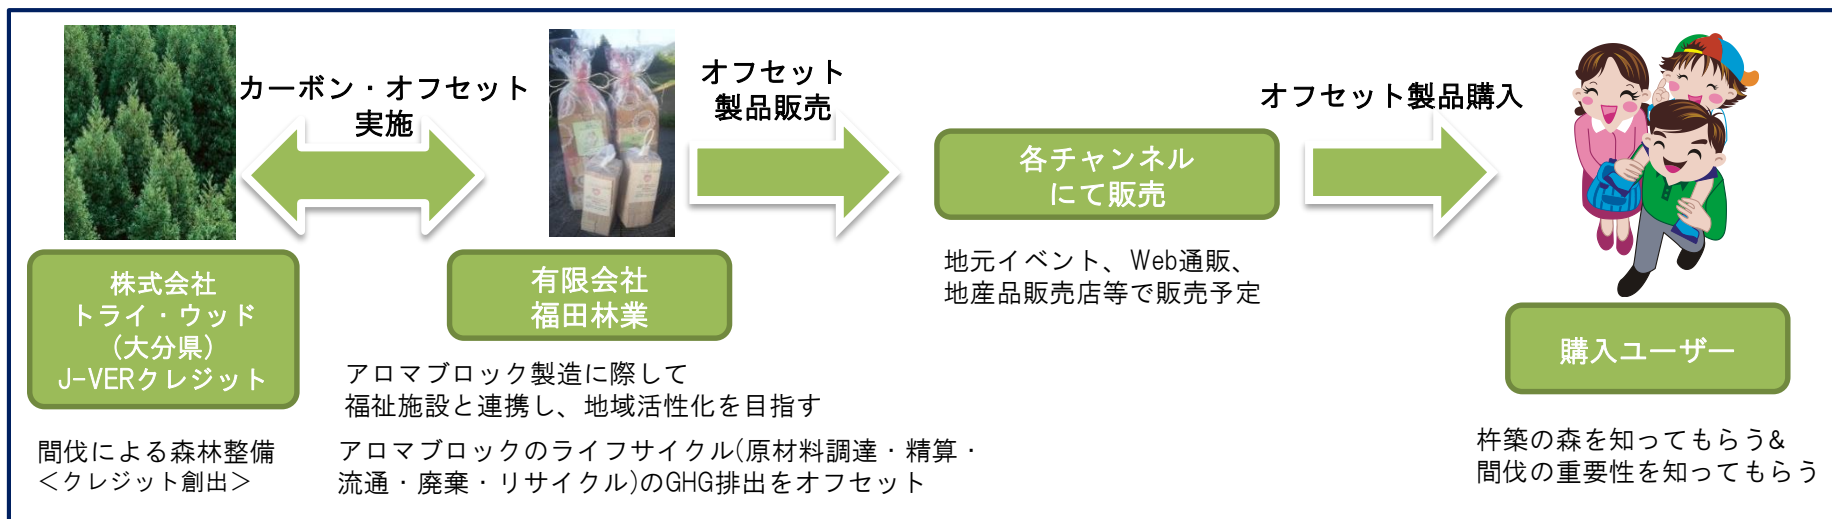 カーボン・オフセット
実施
オフセット
製品販売
オフセット製品購入
各チャンネル
にて販売
地元イベント、Web通販、
地産品販売店等で販売予定
株式会社
トライ・ウッド
(大分県)
J-VERクレジット
有限会社
福田林業
購入ユーザー
アロマブロック製造に際して
福祉施設と連携し、地域活性化を目指す
間伐による森林整備
＜クレジット創出＞
アロマブロックのライフサイクル(原材料調達・精算・
流通・廃棄・リサイクル)のGHG排出をオフセット
杵築の森を知ってもらう&
間伐の重要性を知ってもらう